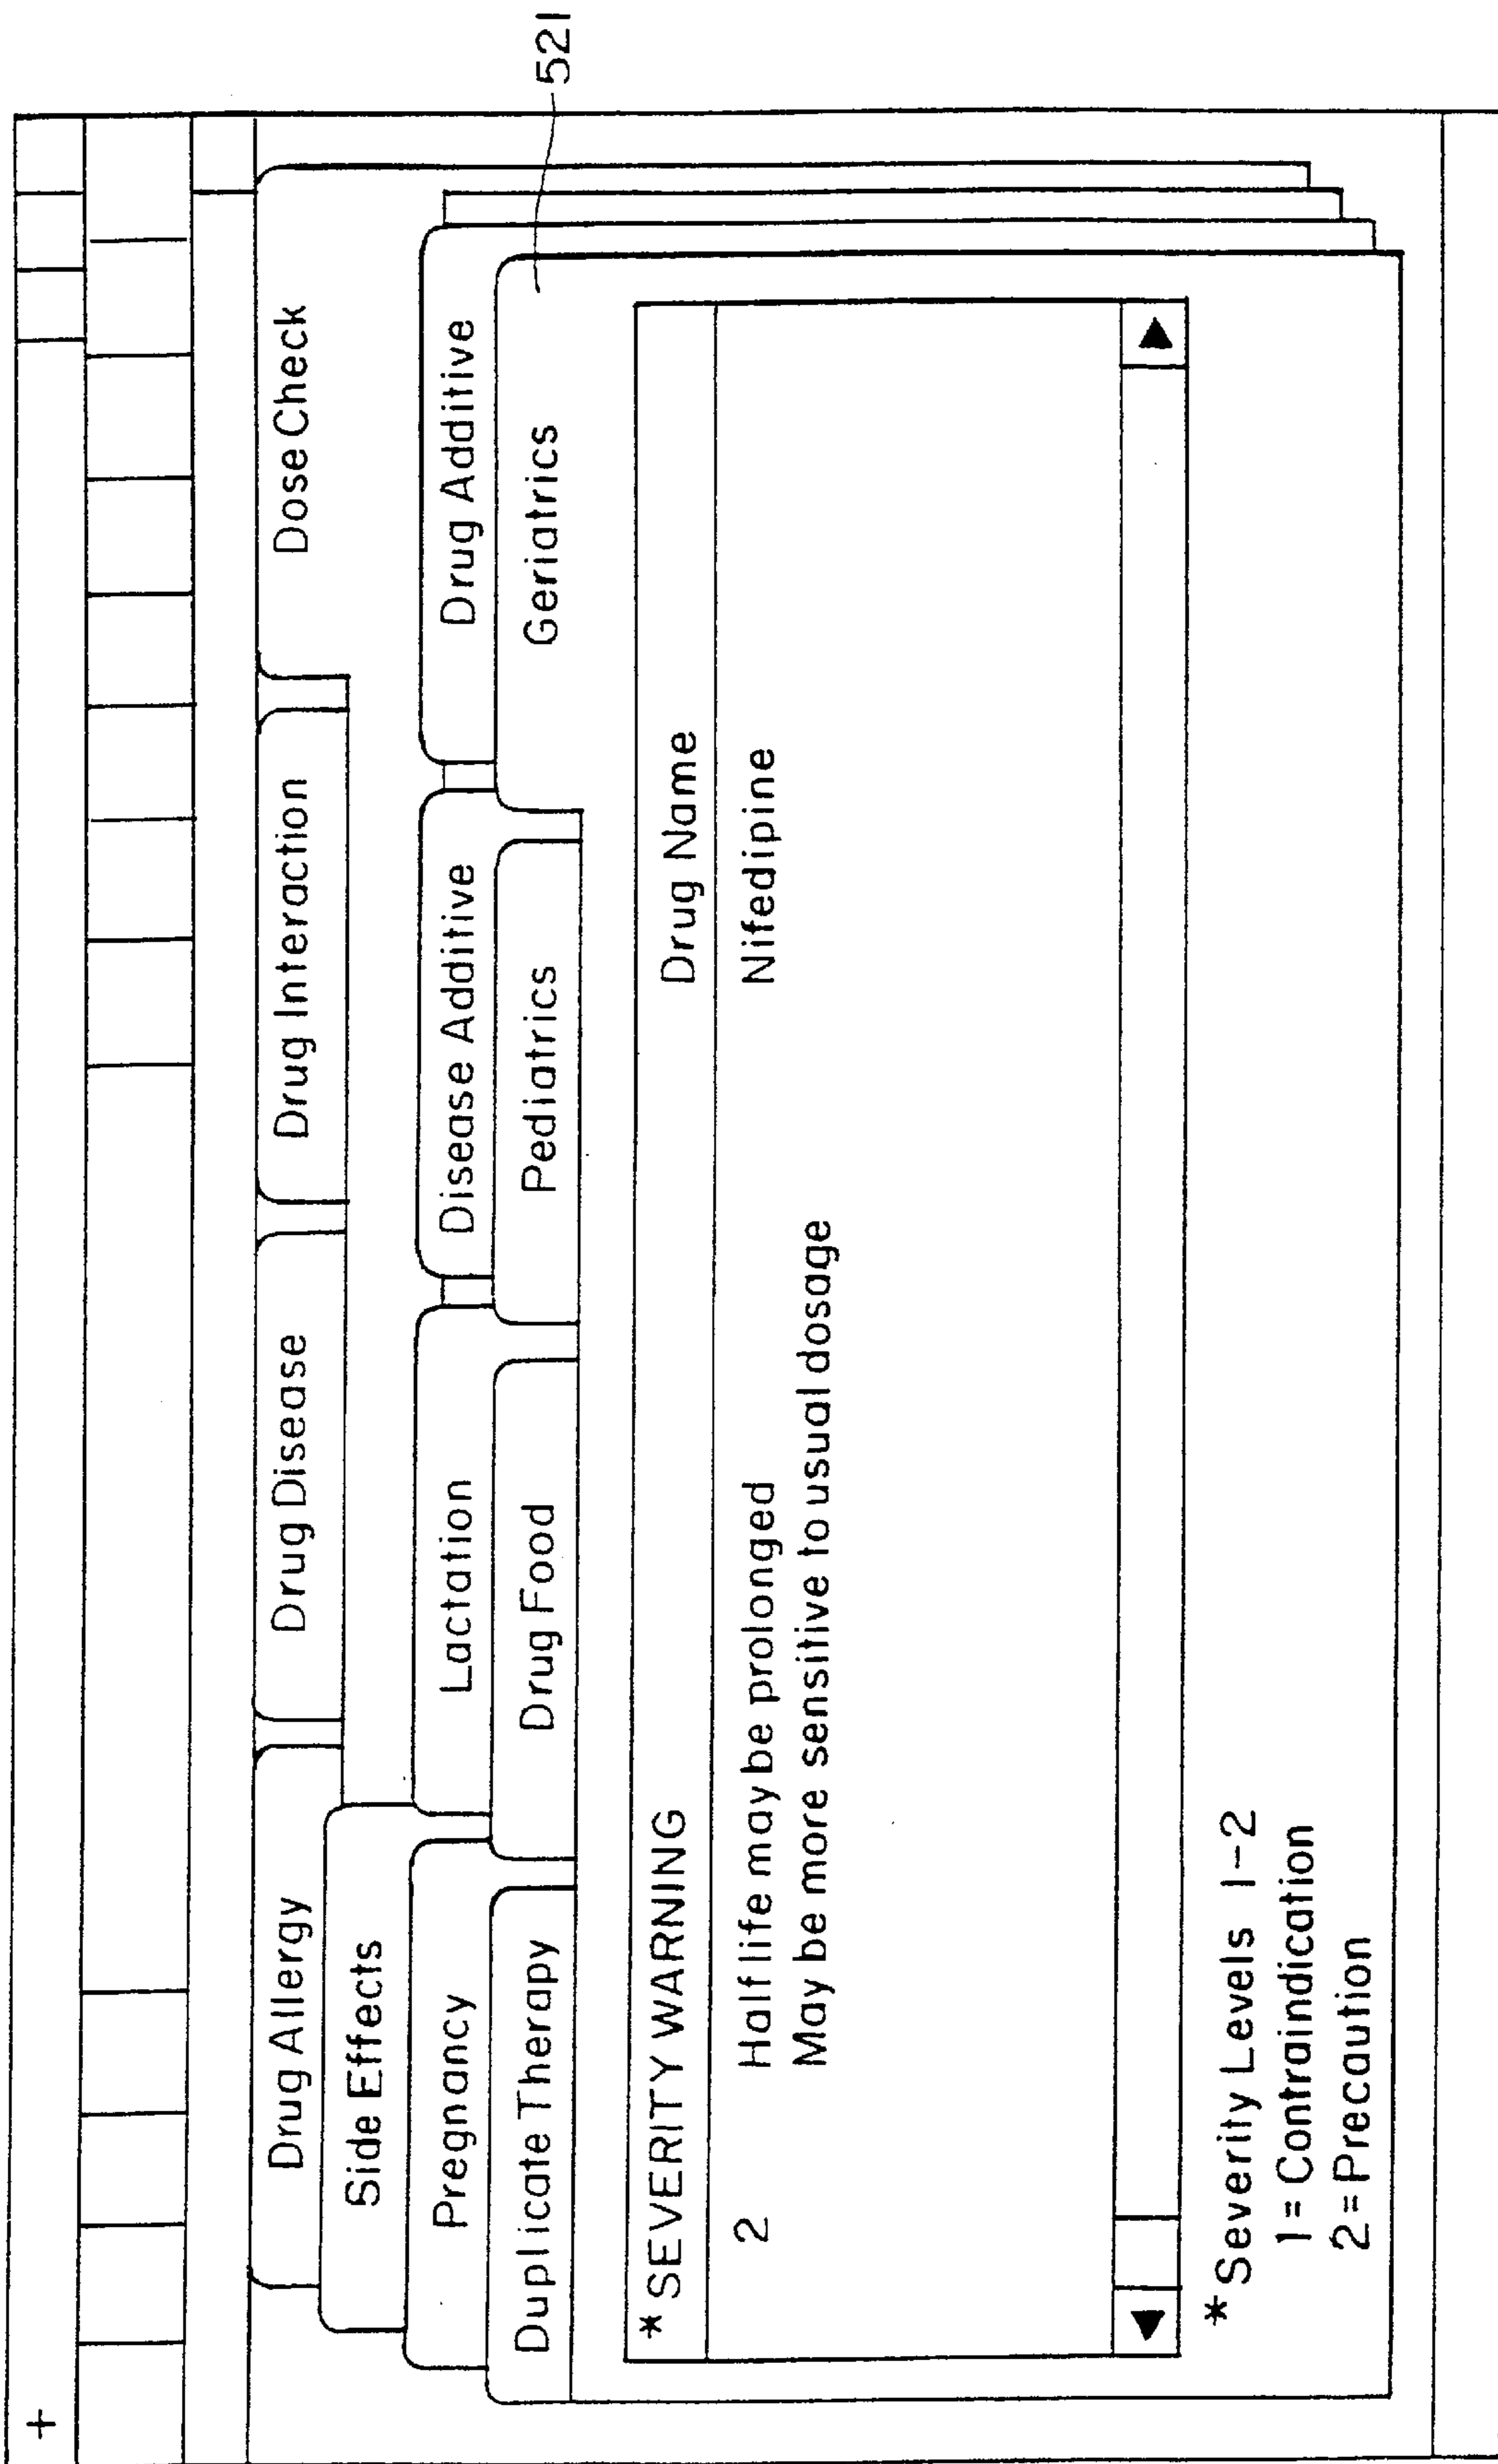 +
Drug Allergy
Drug Disease
Drug Interaction
Dose Check
Side Effects
Pregnancy
Lactation
Disease Additive
Drug Additive
Duplicate Therapy
Drug Food
Pediatrics
Geriatrics
521
*SEVERITY WARNING Drug Name
2 Half life may be prolonged Nifedipine
May be more sensitive to usual dosage
*Severity Levels 1-2
1 = Contraindication
2 = Precaution